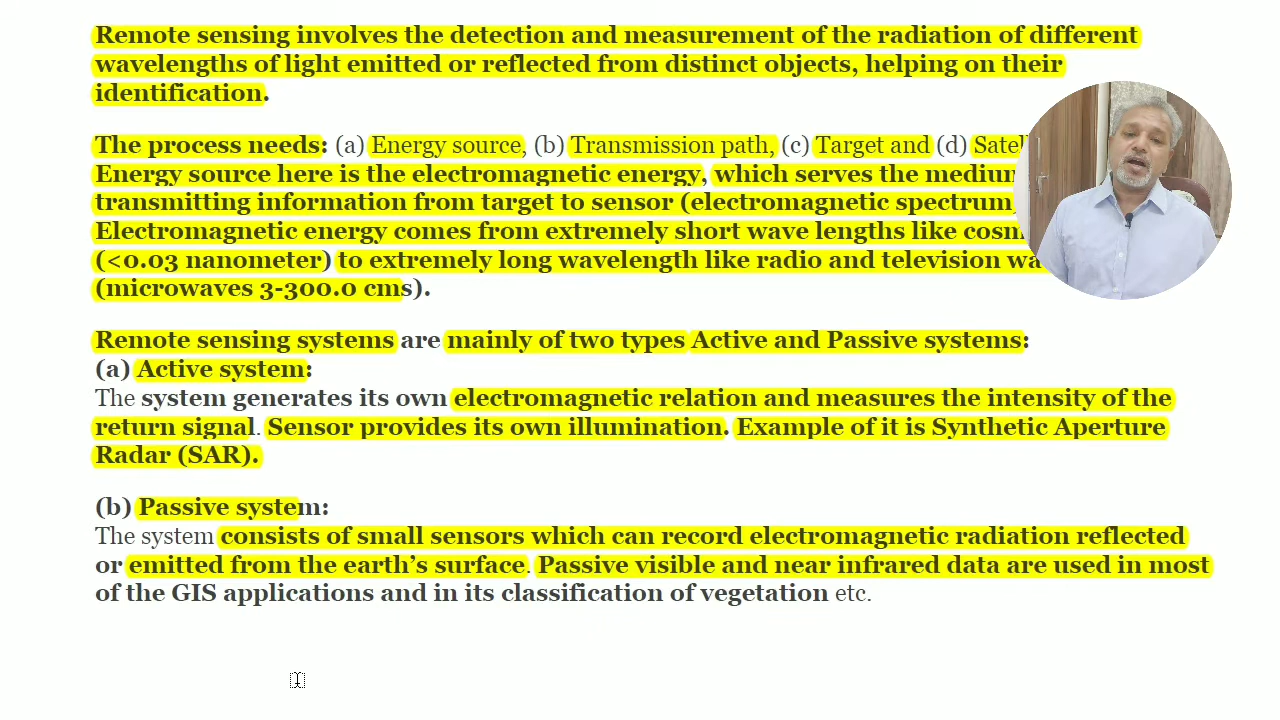 Remote sensing involves the detection and measurement of the radiation of different
wavelengths of light emitted or reflected from distinct objects, helping on their
identification.
The process needs: (a) Energy source, (b) Transmission path, (c) Target and (d)
Energy source here is the electromagnetic energy, which serves the medium
transmitting information from target to sensor (electromagnetic spectrum)
Electromagnetic energy comes from extremely short wave lengths like
(<0.03 nanometer) to extremely long wavelength like radio and television
(microwaves 3-300.0 cms).
Remote sensing systems are mainly of two types Active and Passive systems:
(a) Active system:
The system generates its own electromagnetic relation and measures the intensity of the
return signal. Sensor provides its own illumination. Example of it is Synthetic Aperture
Radar (SAR).
(b) Passive system:
The system consists of small sensors which can record electromagnetic radiation reflected
or emitted from the earth's surface. Passive visible and near infrared data are used in most
of the GIS applications and in its classification of vegetation etc.